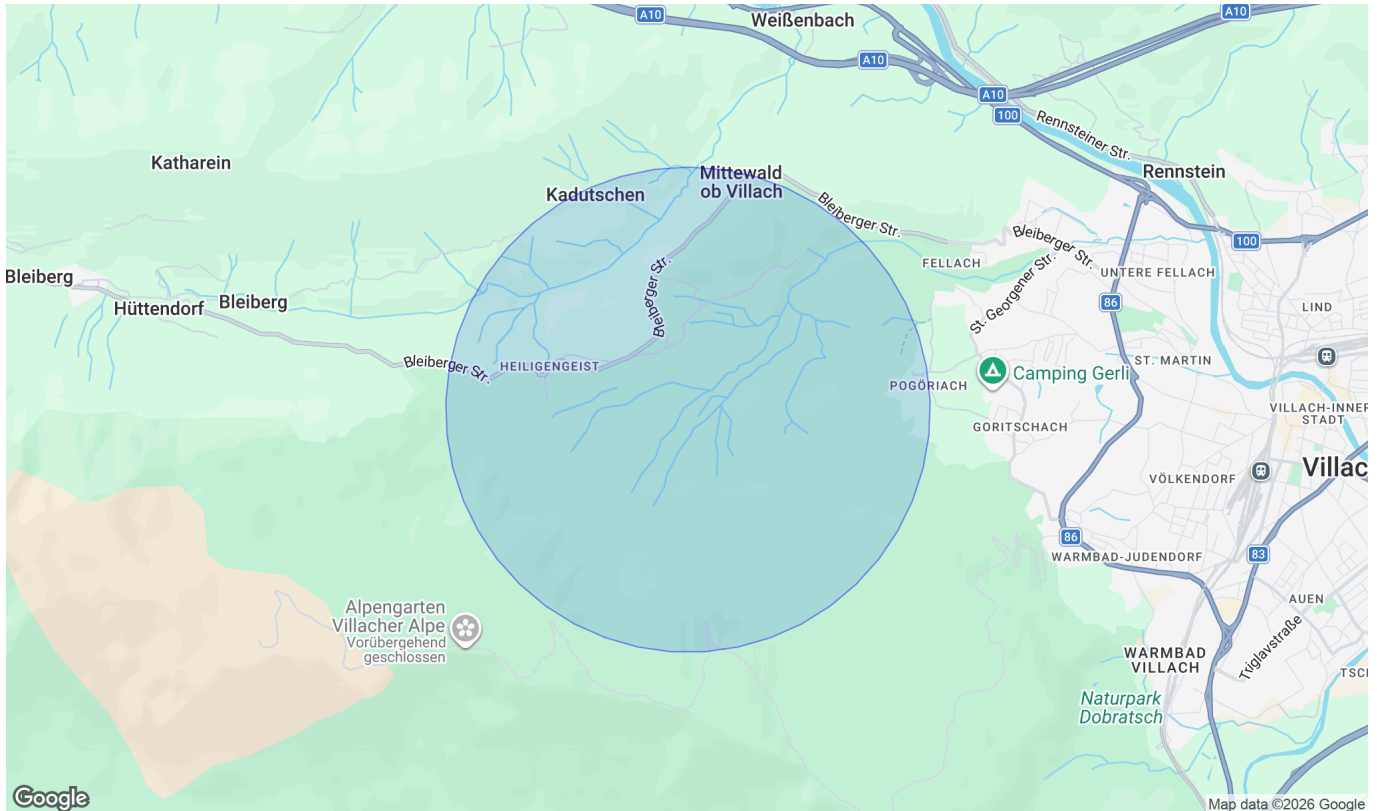 A10
Weißenbach
A10
A10
A10
100
Rennsteiner Str.
Katharein
Mittewald
ob Villach
Rennstein
Kadutschen
Bleiberger Str.
Bleiberger Str.
100
FELLACH
UNTERE FELLACH
Bleiberg
Hüttendorf
Bleiberg
Bleiberger Str.
St. Georgener Str.
86
LIND
Bleiberger Str.
HEILIGENGEIST
ST. MARTIN
Camping Gerli
POGÖRIACH
VILLACH-INNER
STADT
GORITSCHACH
Villac
VÖLKENDORF
86
WARMBAD-JUDENDORF
83
Alpengarten
Villacher Alpe
Vorübergehend
geschlossen
AUEN
Triglavstraße
WARMBAD
VILLACH
TSCH
Naturpark
Dobratsch
Google
Map data ©2026 Google